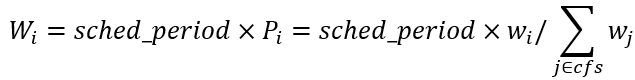 W_i = sched_period × P_i = sched_period × w_i / ∑_{j∈cfs} w_j